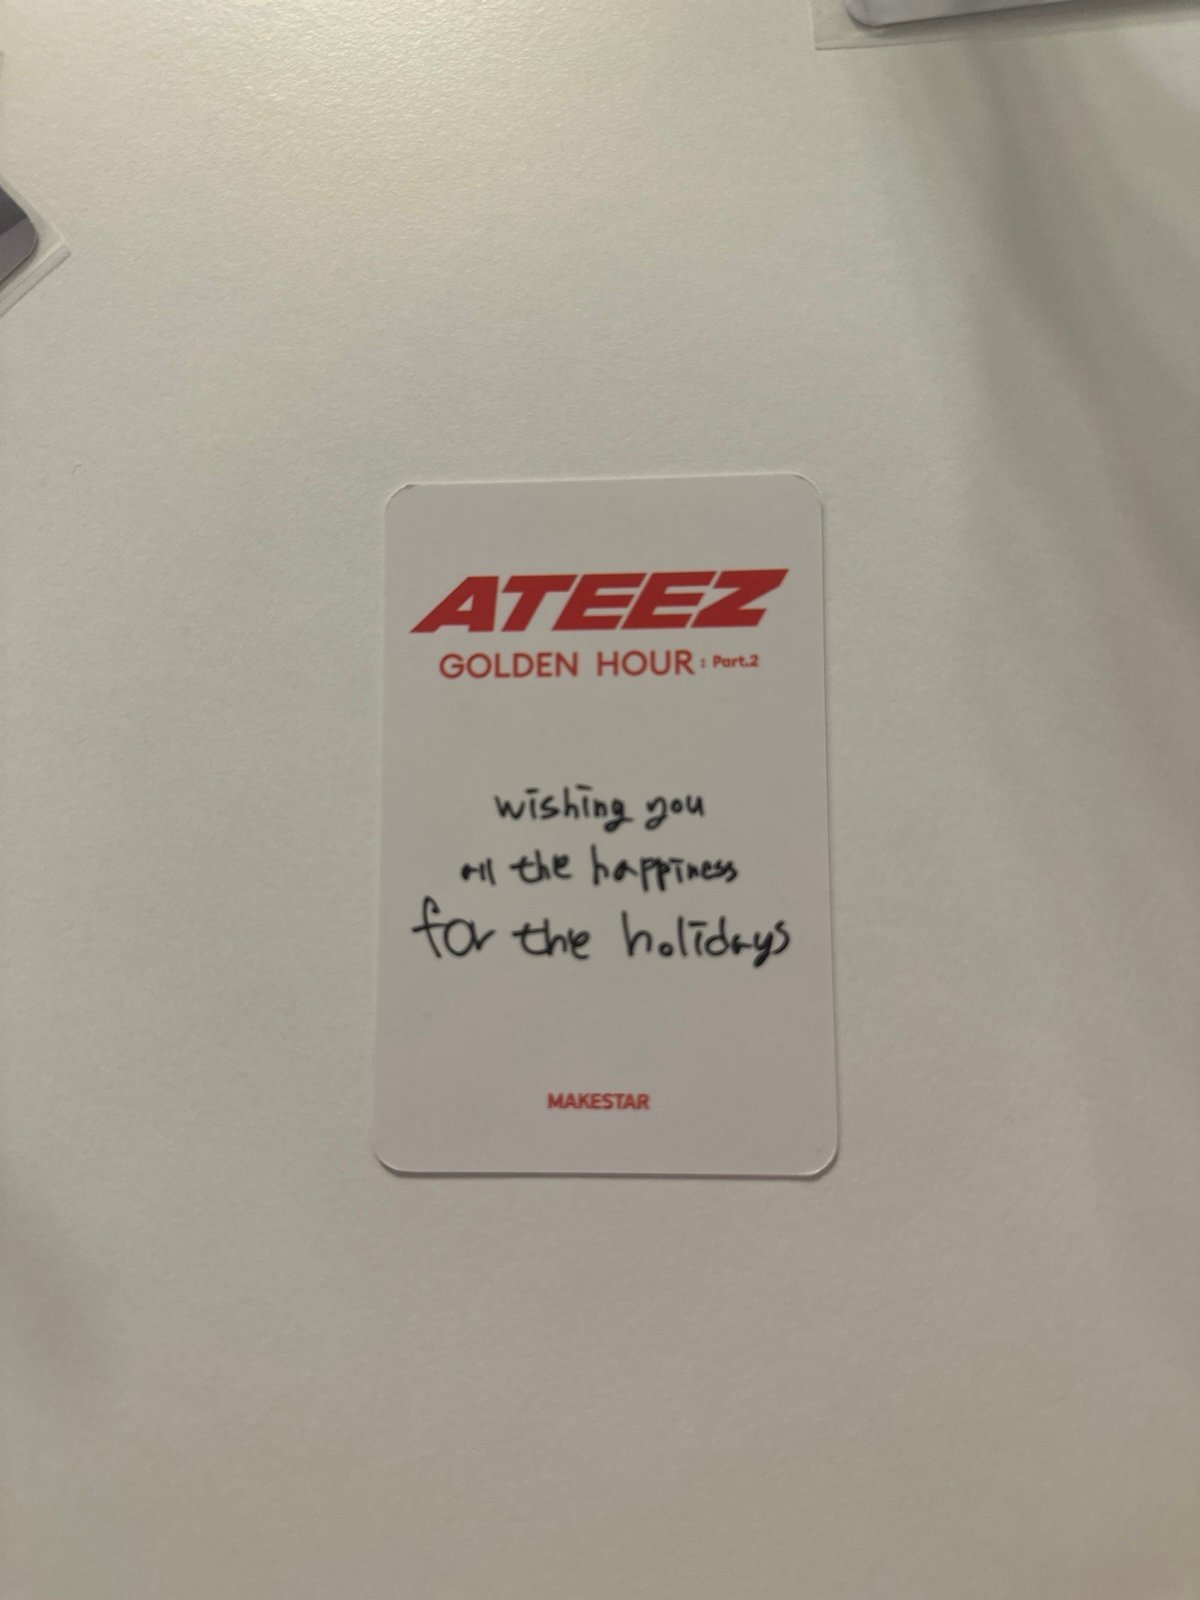 ATEEZ
GOLDEN HOUR : Part.2
wishing you
all the happiness
for the holidays
MAKESTAR